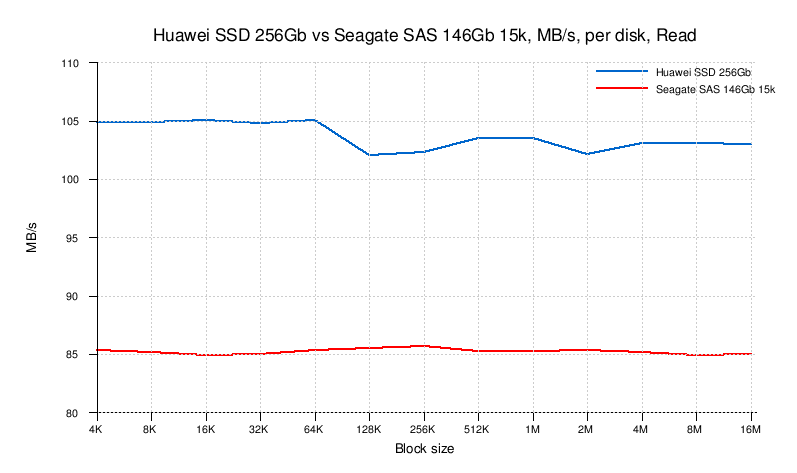 Huawei SSD 256Gb vs Seagate SAS 146Gb 15k, MB/s, per disk, Read
110
Huawei SSD 256Gb
Seagate SAS 146Gb 15k
105
100
95
MB/s
90
85
80
4K 8K 16K 32K 64K 128K 256K 512K 1M 2M 4M 8M 16M
Block size